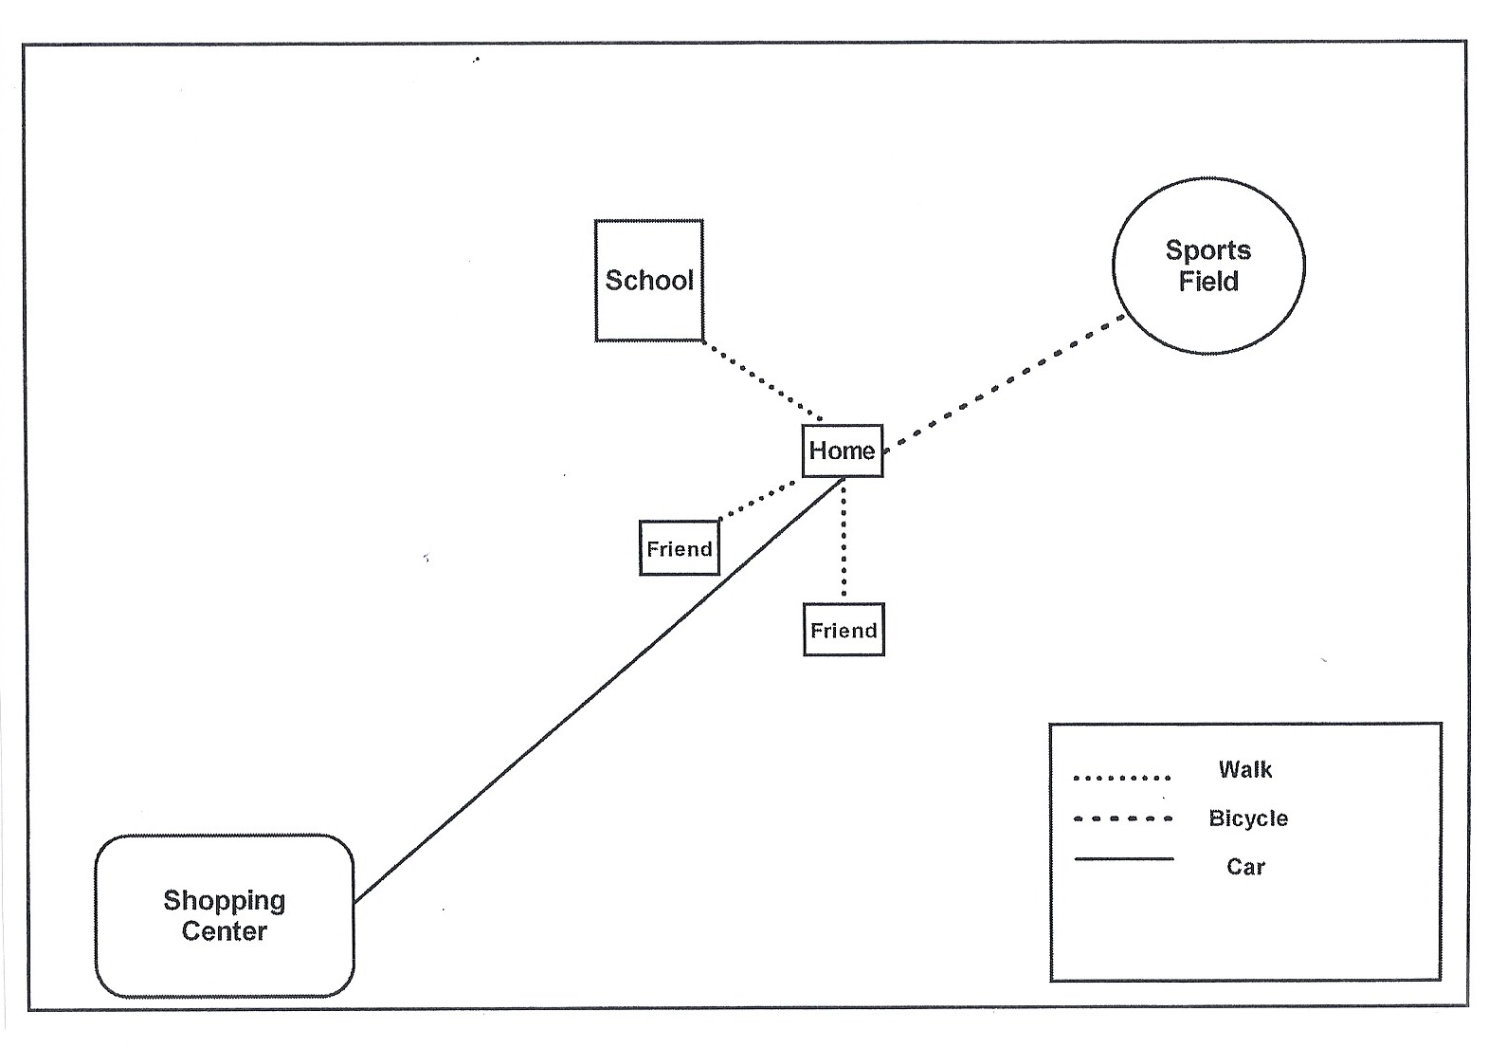 Sports
Field
School
Home
Friend
Friend
Walk
Bicycle
Car
Shopping
Center